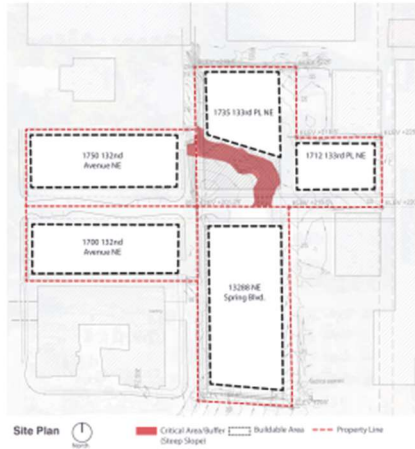 1735 133rd PL NE
1750 132nd
Avenue NE
1712 133rd PL NE
1700 132nd
Avenue NE
13288 NE
Spring Blvd.
Site Plan
North
Critical Area/Buffer
(Steep Slope)
Buildable Area
Property Line